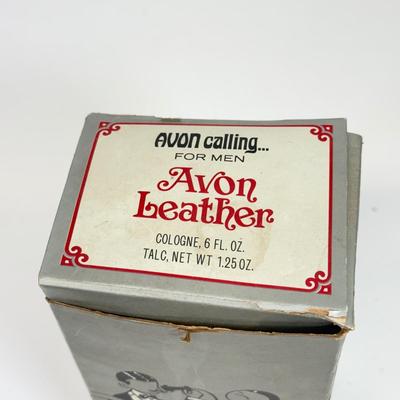 AVON calling...
FOR MEN
Avon
Leather
COLOGNE, 6 FL. OZ.
TALC, NET WT 1.25 OZ.